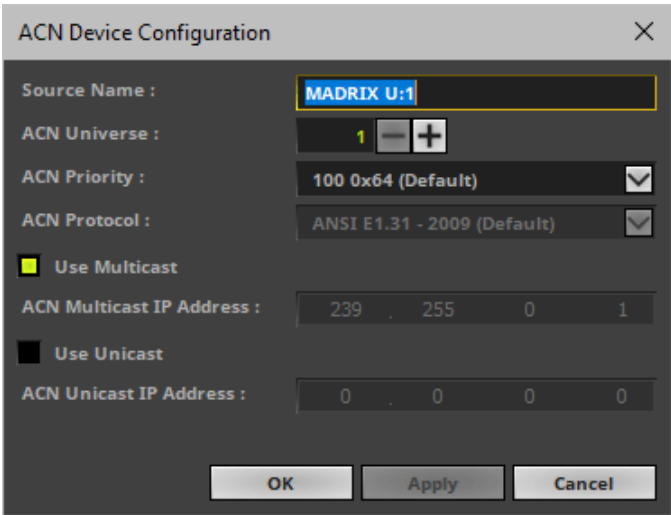 ACN Device Configuration
Source Name : MADRIX U:1
ACN Universe : 1
ACN Priority : 100 0x64 (Default)
ACN Protocol : ANSI E1.31 - 2009 (Default)
Use Multicast
ACN Multicast IP Address : 239 . 255 0 1
Use Unicast
ACN Unicast IP Address : 0 . 0 0 0
OK Apply Cancel